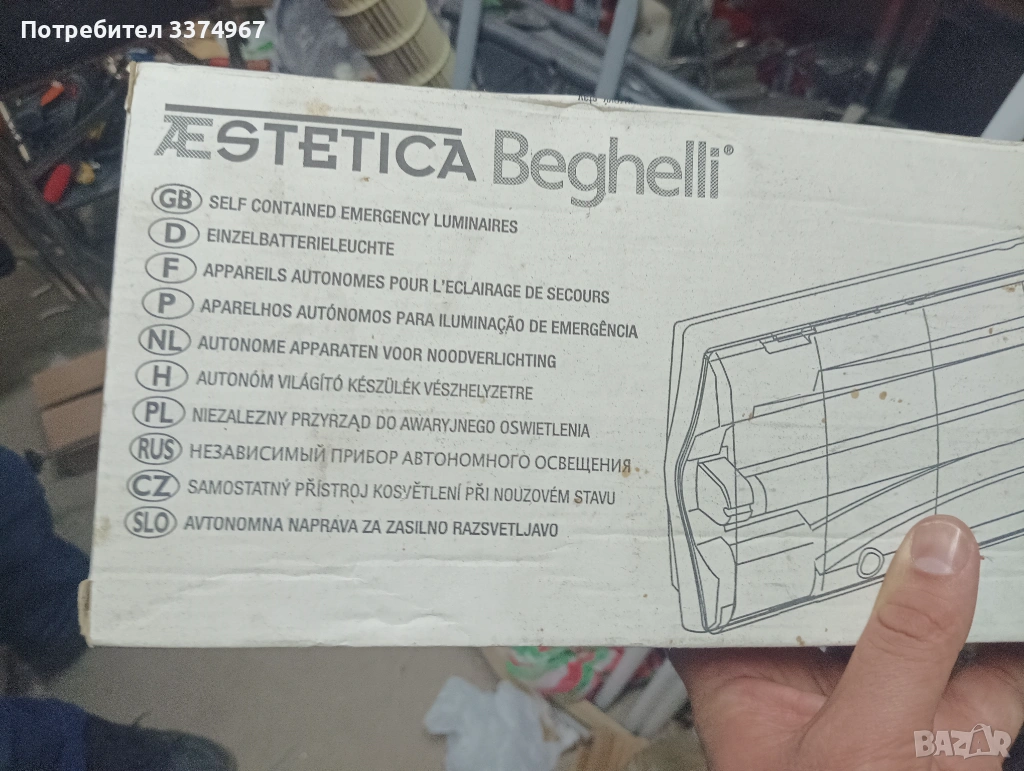 Потребител 3374967
ÆSTETICA Beghelli®
GB SELF CONTAINED EMERGENCY LUMINAIRES
D EINZELBATTERIELEUCHTE
F APPAREILS AUTONOMES POUR L'ECLAIRAGE DE SECOURS
P APARELHOS AUTÓNOMOS PARA ILUMINAÇÃO DE EMERGÊNCIA
NL AUTONOME APPARATEN VOOR NOODVERLICHTING
H AUTONÓM VILÁGÍTÓ KÉSZÜLÉK VÉSZHELYZETRE
PL NIEZALEZNY PRZYRZĄD DO AWARYJNEGO OSWIETLENIA
RUS НЕЗАВИСИМЫЙ ПРИБОР АВТОНОМНОГО ОСВЕЩЕНИЯ
CZ SAMOSTATNÝ PŘÍSTROJ KOSVĚTLENÍ PŘI NOUZOVÉM STAVU
SLO AVTONOMNA NAPRAVA ZA ZASILNO RAZSVETLJAVO
BAZAR